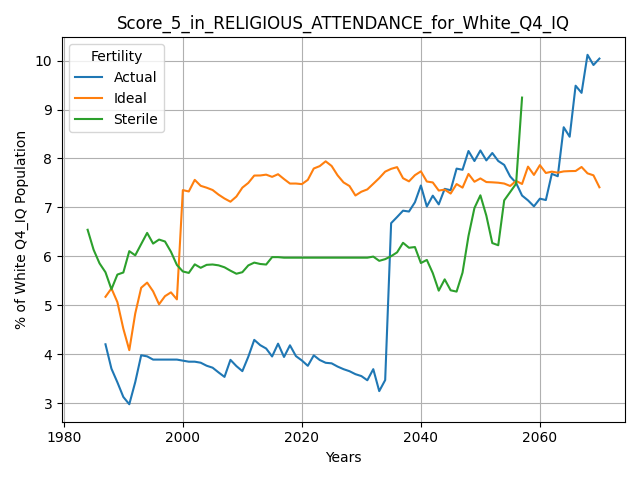 Score_5_in_RELIGIOUS_ATTENDANCE_for_White_Q4_IQ
Fertility
Actual
Ideal
Sterile
% of White Q4_IQ Population
10
9
8
7
6
5
4
3
1980
2000
2020
2040
2060
Years